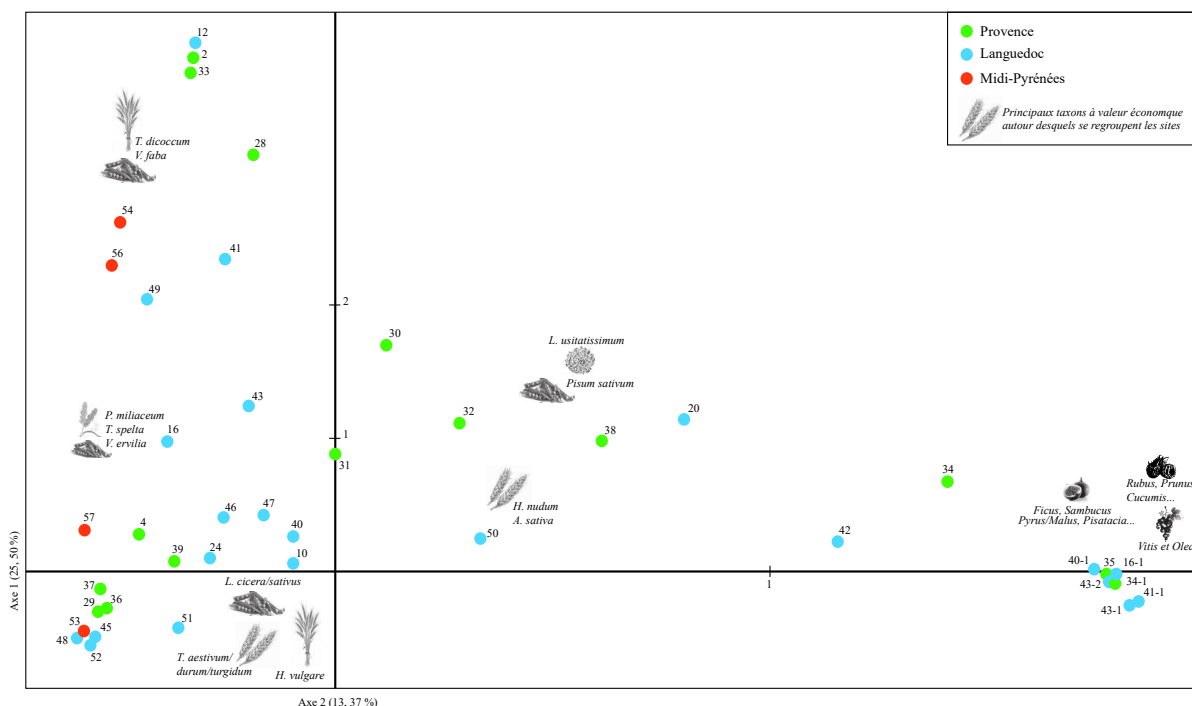 12
2
33
Provence
Languedoc
Midi-Pyrénées
Principaux taxons à valeur économque
autour desquels se regroupent les sites
T. dicoccum
V. faba
28
54
56
41
49
2
30
L. usitatissimum
Pisum sativum
43
16
P. miliaceum
T. spelta
V. ervilia
1
31
32
38
20
34
H. nudum
A. sativa
Rubus, Prunus
Cucumis...
Ficus, Sambucus
Pyrus/Malus, Pisatacia...
Vitis et Olea
57
4
39
46
47
24
40
10
50
42
1
40-1
35
16-1
43-2
34-1
43-1
41-1
37
29
36
53
48
45
52
51
L. cicera/sativus
T. aestivum/
durum/turgidum
H. vulgare
Axe 1 (25, 50 %)
Axe 2 (13, 37 %)